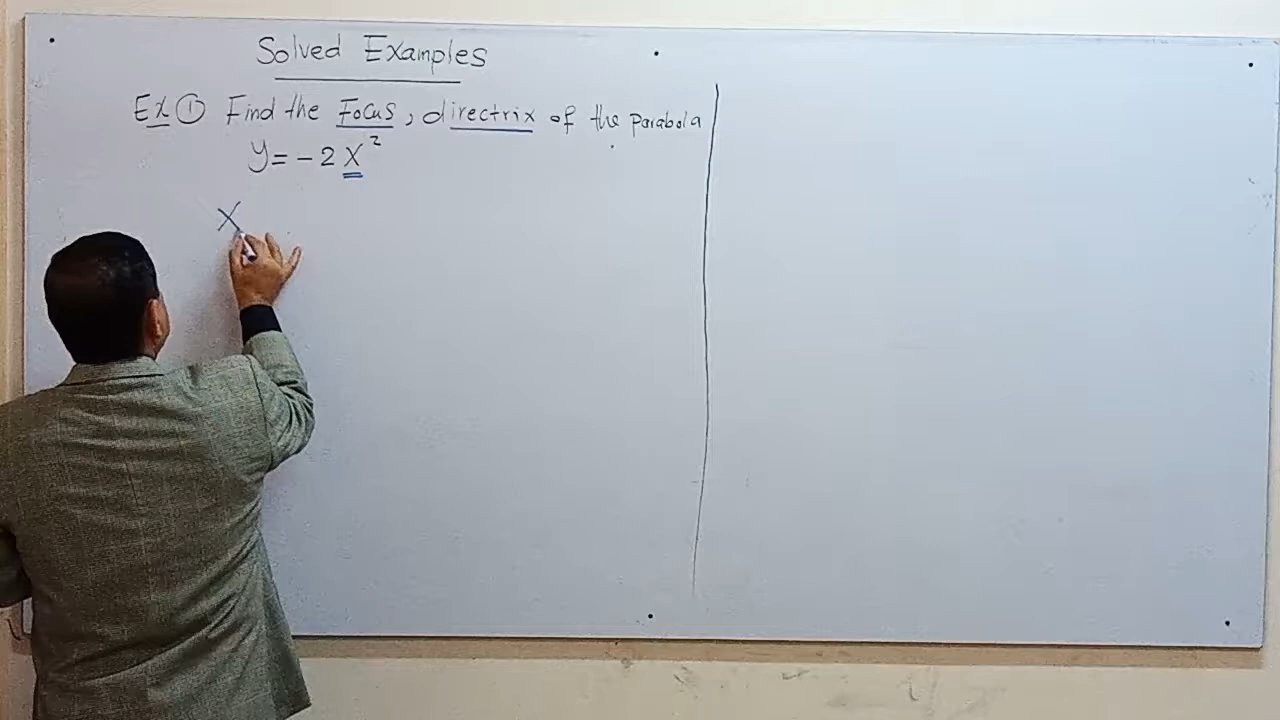 Solved Examples
Ex ① Find the Focus, directrix of the parabola
y = -2 x²
X